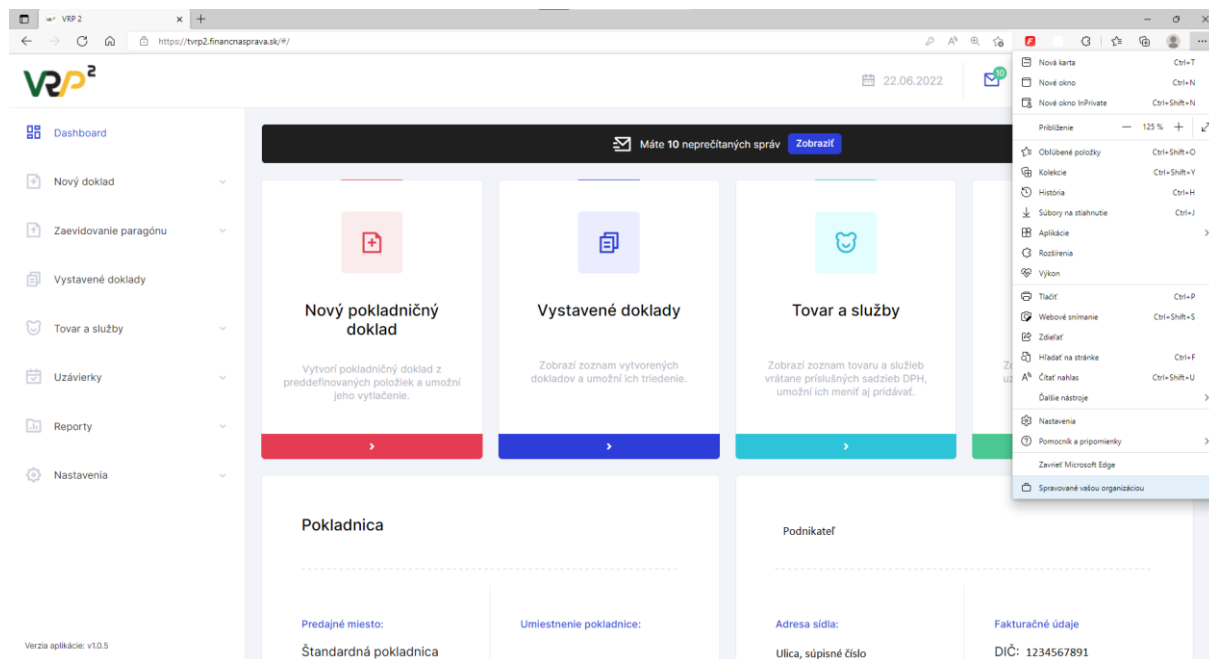 VRP 2
https://tvrp2.financnasprava.sk/#/
VRP2
22.06.2022
10
Dashboard
Nový doklad
Zaevidovanie paragónu
Vystavené doklady
Tovar a služby
Uzávierky
Reporty
Nastavenia
Verzia aplikácie: v1.0.5
Máte 10 neprečítaných správ
Zobraziť
Nový pokladničný
doklad
Vytvorí pokladničný doklad z
preddefinovaných položiek a umožní
jeho vytlačenie.
Vystavené doklady
Zobrazí zoznam vytvorených
dokladov a umožní ich triedenie.
Tovar a služby
Zobrazí zoznam tovaru a služieb
vrátane príslušných sadzieb DPH,
umožní ich meniť aj pridávať.
Pokladnica
Predajné miesto:
Štandardná pokladnica
Umiestnenie pokladnice:
Podnikateľ
Adresa sídla:
Ulica, súpisné číslo
Fakturačné údaje
DIČ: 1234567891
Nová karta Ctrl+T
Nové okno Ctrl+N
Nové okno InPrivate Ctrl+Shift+N
Priblíženie — 125 % +
Obľúbené položky Ctrl+Shift+O
Kolekcie Ctrl+Shift+Y
História Ctrl+H
Súbory na stiahnutie Ctrl+J
Aplikácie
Rozšírenia
Výkon
Tlačiť Ctrl+P
Webové snímanie Ctrl+Shift+S
Zdieľať
Hľadať na stránke Ctrl+F
Čítať nahlas Ctrl+Shift+U
Ďalšie nástroje
Nastavenia
Pomocník a pripomienky
Zavrieť Microsoft Edge
Spravované vašou organizáciou